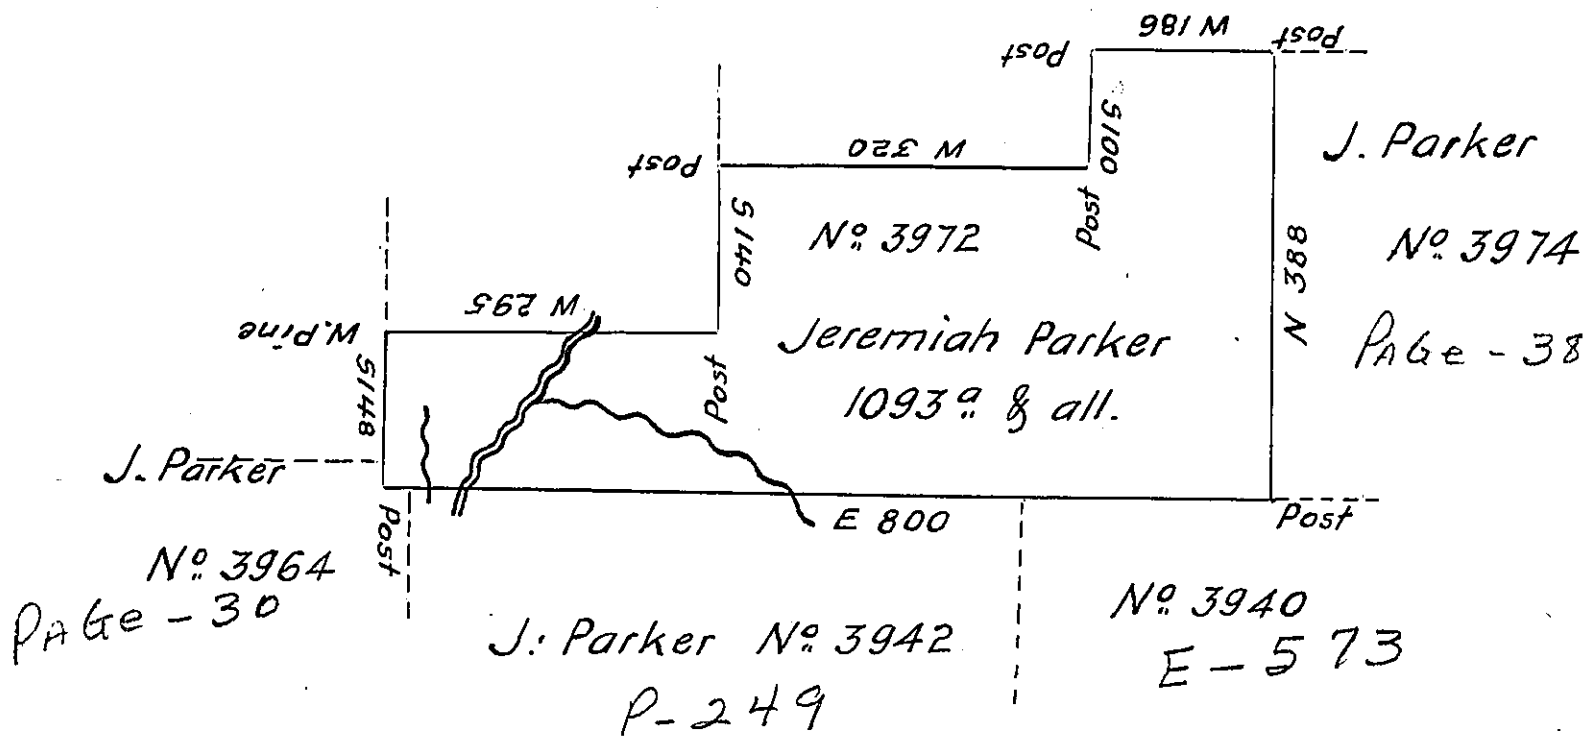 W 186
Post
Post
S 100
J. Parker
W 320
Post
S 140
Post
No. 3972
N 388
No. 3974
W 295
W. Pine
Jeremiah Parker
PAGe - 38
S 148
Post
1093 a & all.
J. Parker
Post
E 800
Post
No. 3964
PAGe - 30
No. 3940
J. Parker No. 3942
E - 573
P - 249